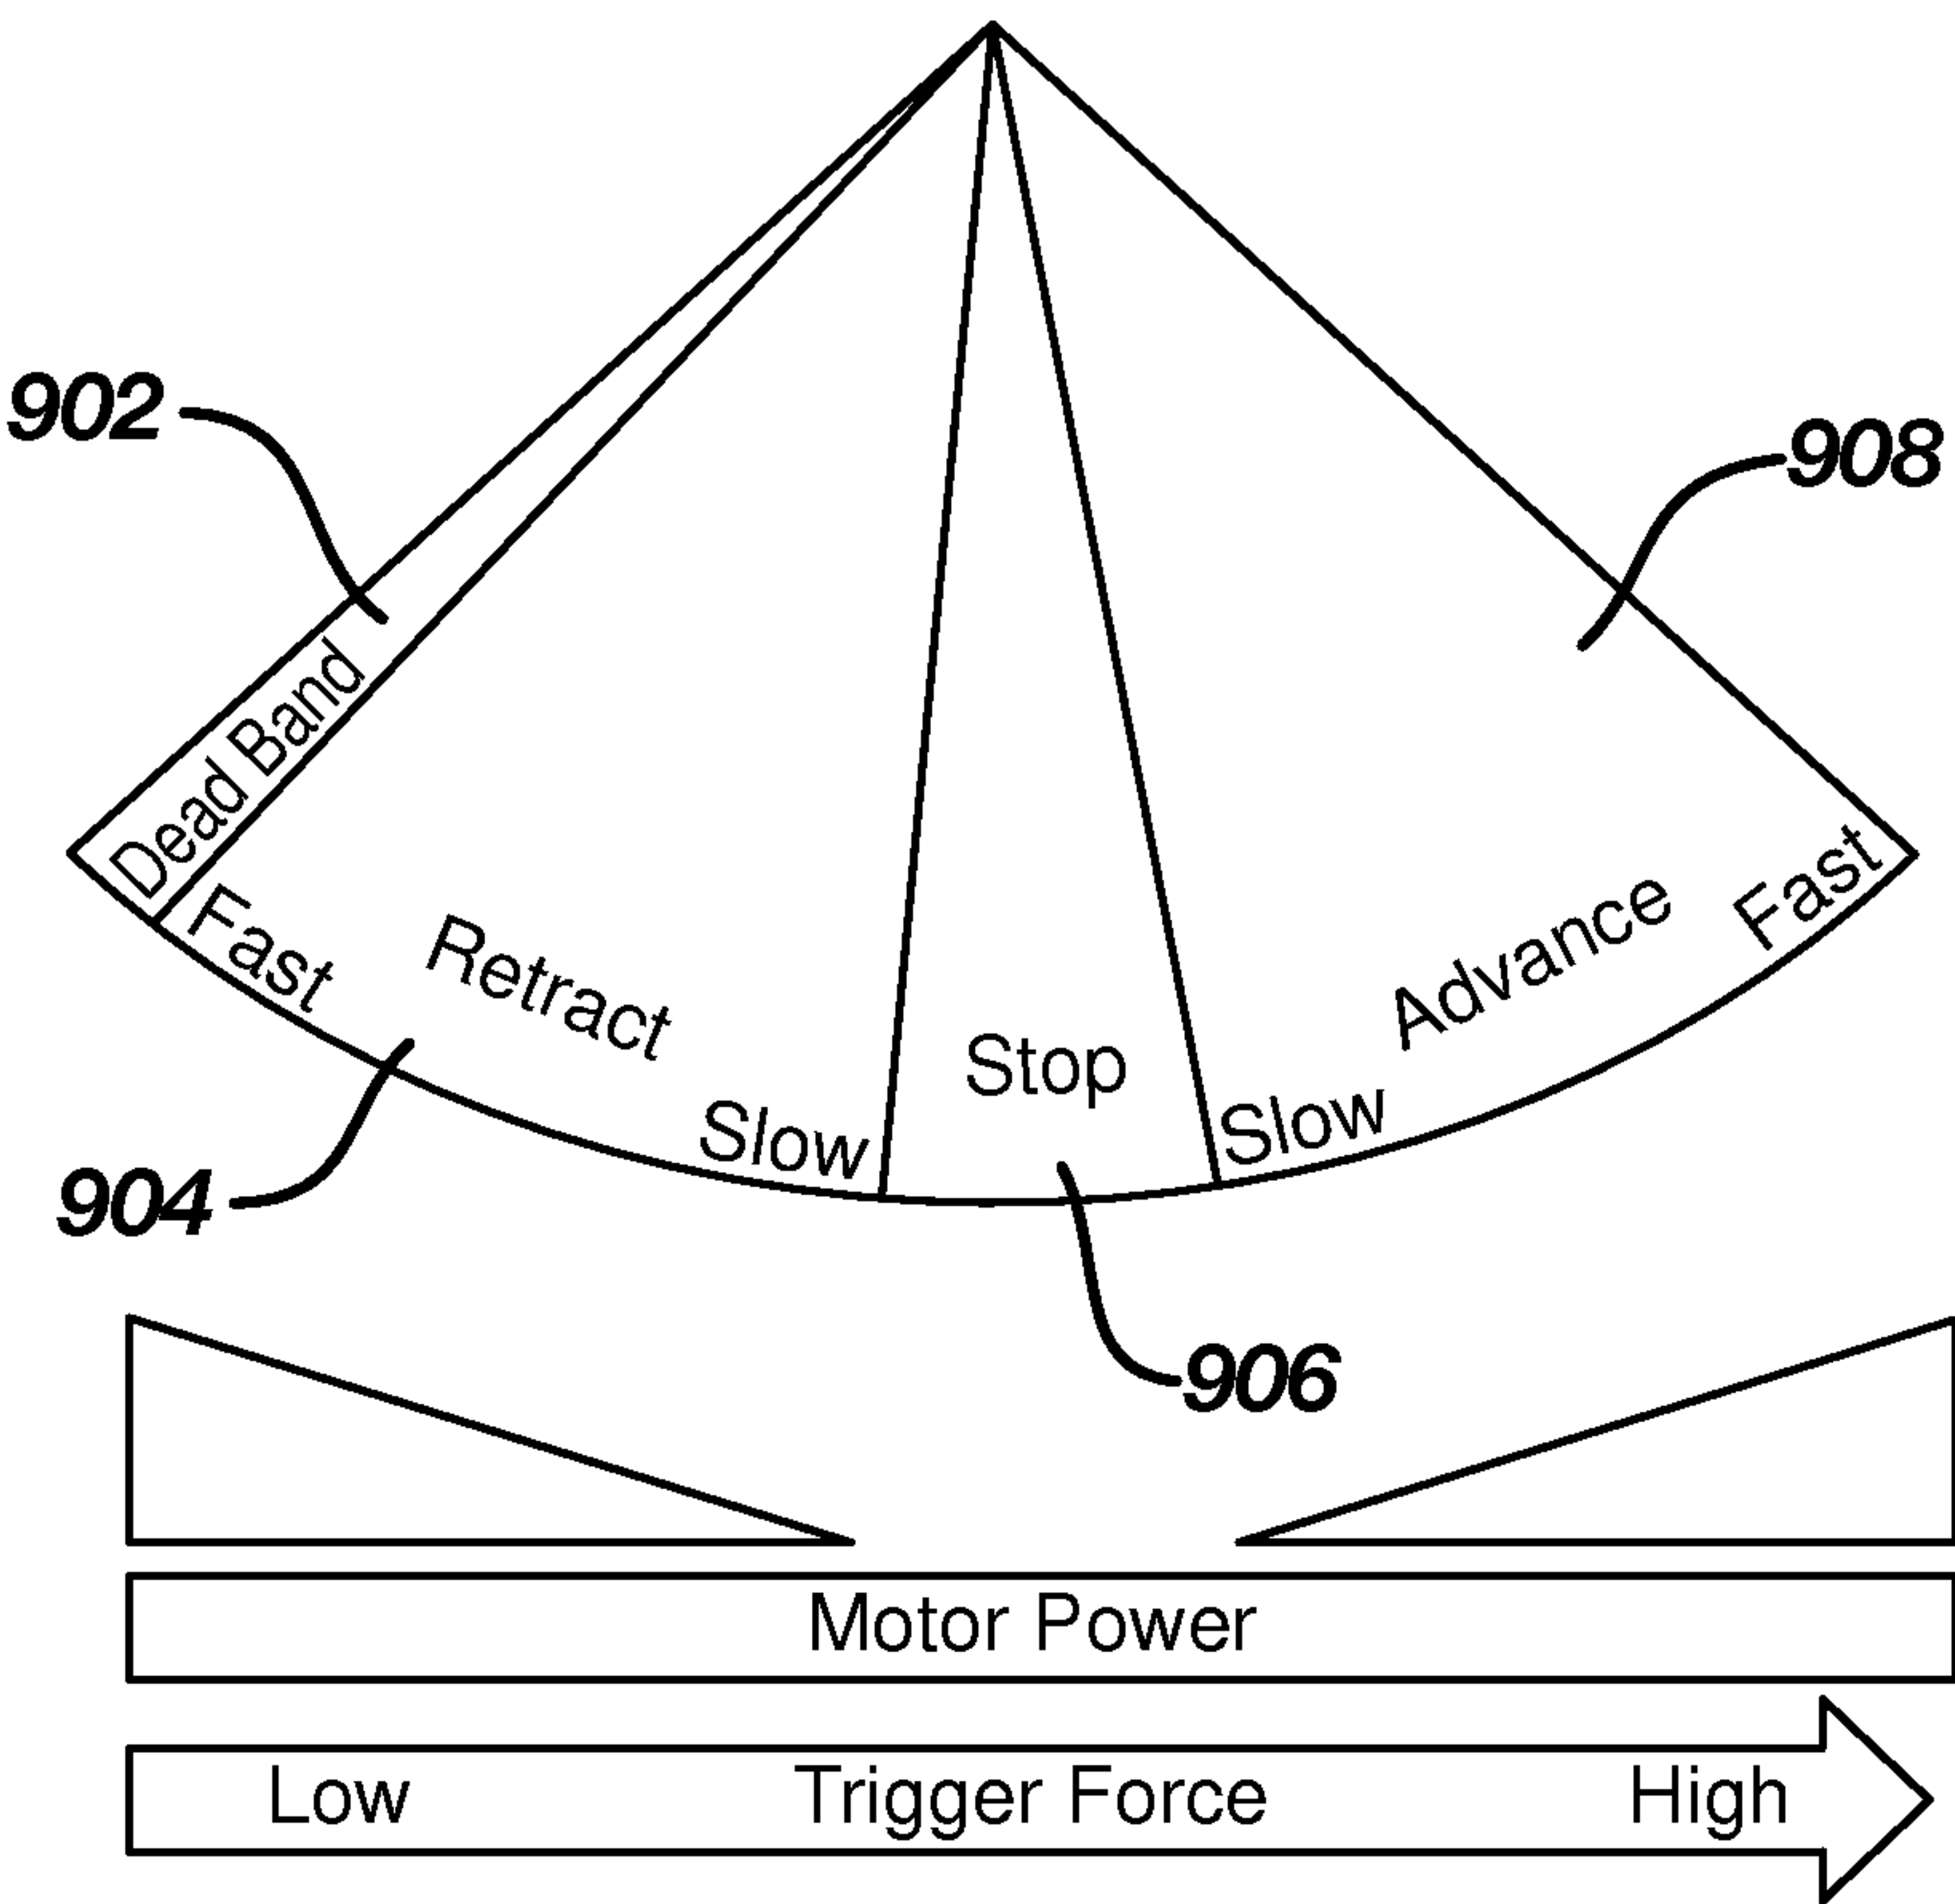 902
908
Dead Band
Fast
Retract
Slow
Stop
Slow
Advance
Fast
904
906
Motor Power
Low Trigger Force High